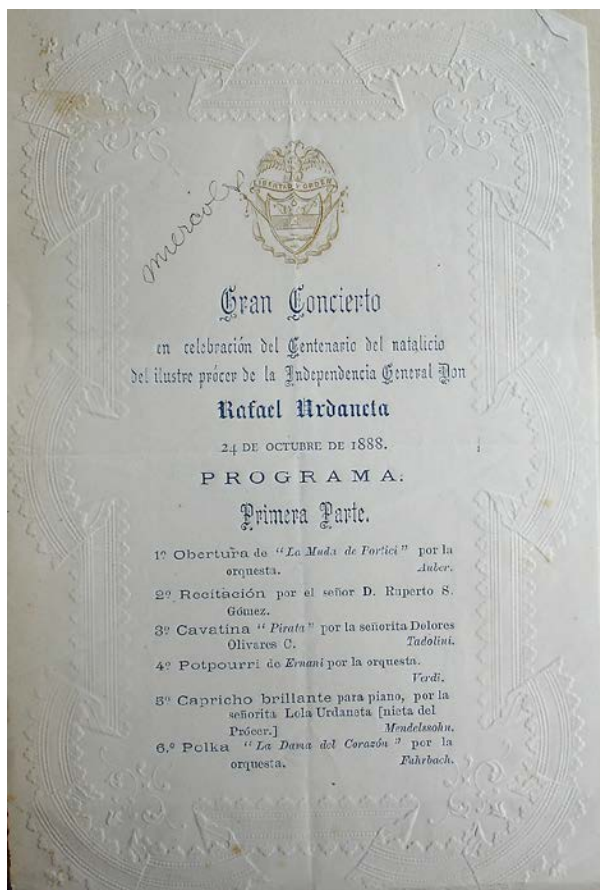 miercoles
LIBERTAD Y ORDEN
Gran Concierto
en celebración del Centenario del natalicio
del ilustre prócer de la Independencia General Don
Rafael Urdaneta
24 DE OCTUBRE DE 1888.
PROGRAMA.
Primera Parte.
1º Obertura de “La Muda de Portici” por la
orquesta. Auber.
2º Recitación por el señor D. Ruperto S.
Gómez.
3º Cavatina “Pirata” por la señorita Dolores
Olivares C. Tadolini.
4º Potpourri de Ernani por la orquesta.
Verdi.
5º Capricho brillante para piano, por la
señorita Lola Urdaneta [nieta del
Prócer.] Mendelssohn.
6.º Polka “La Dama del Corazón” por la
orquesta. Fahrbach.